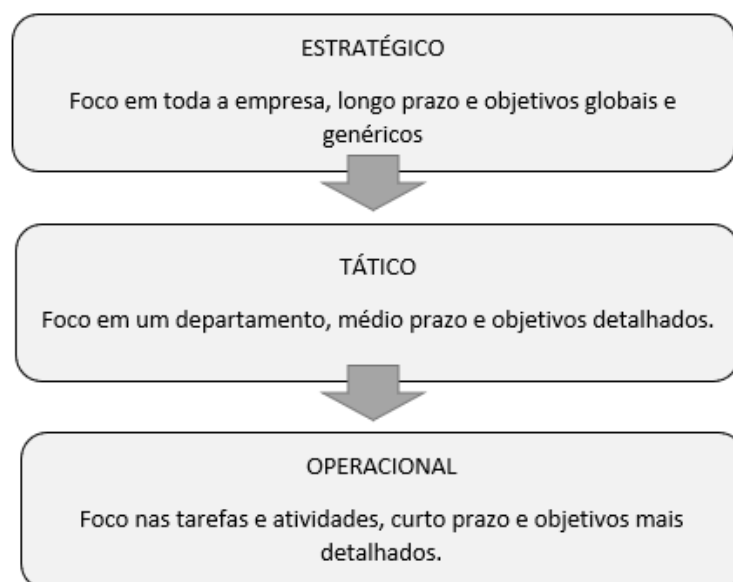 ESTRATÉGICO
Foco em toda a empresa, longo prazo e objetivos globais e
genéricos
TÁTICO
Foco em um departamento, médio prazo e objetivos detalhados.
OPERACIONAL
Foco nas tarefas e atividades, curto prazo e objetivos mais
detalhados.